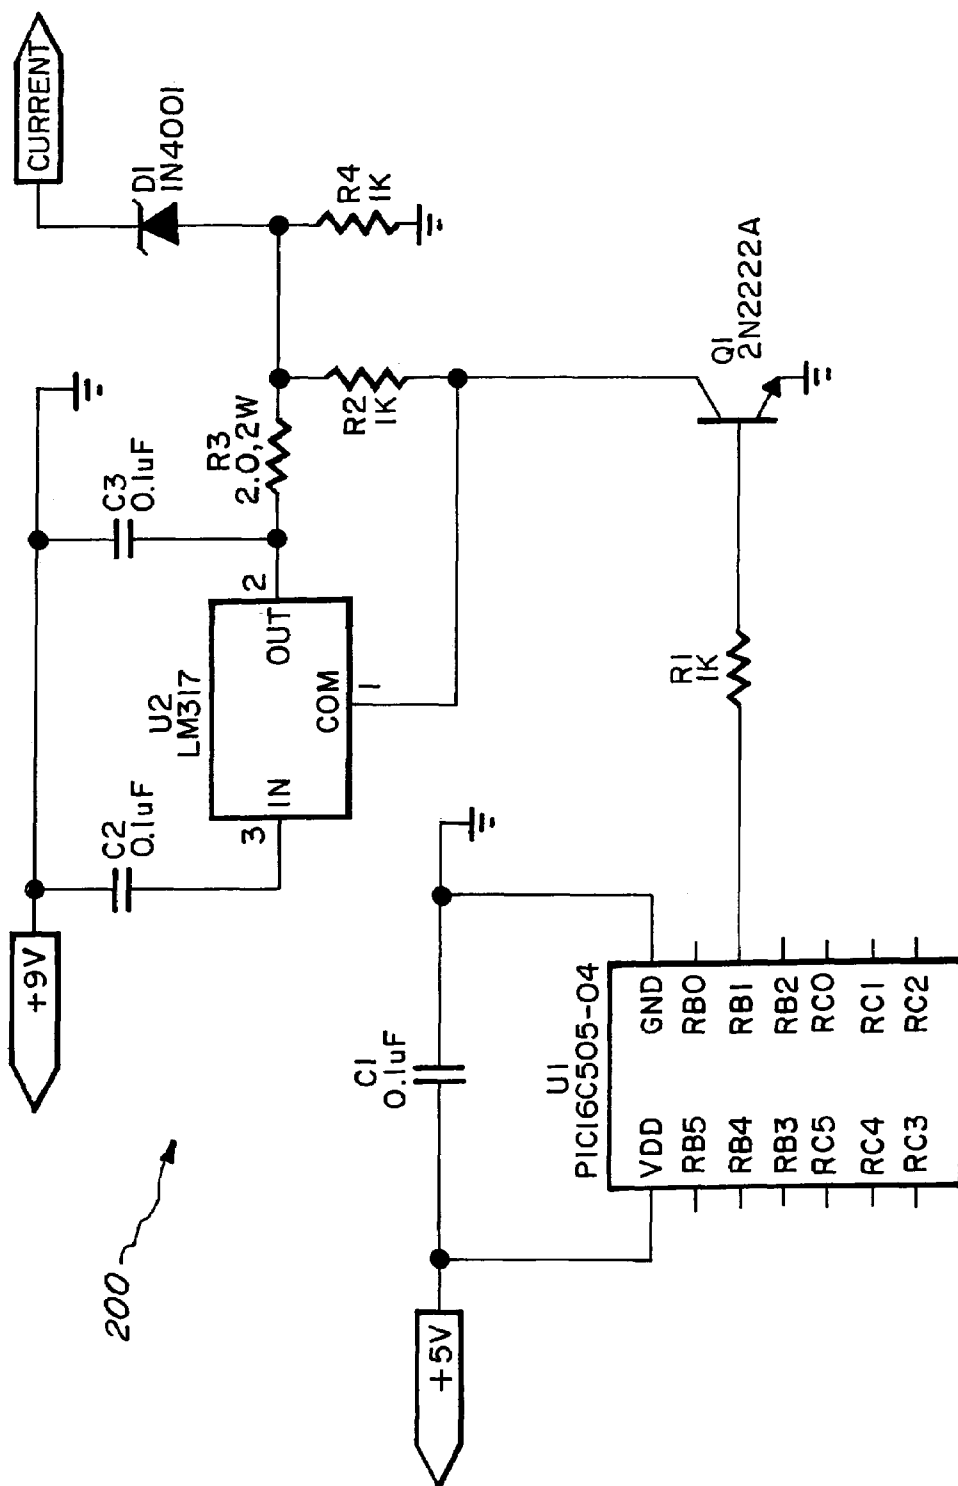 +9V
C2
0.1uF
C3
0.1uF
CURRENT
D1
1N4001
U2
LM317
3
IN
OUT
2
COM
1
R3
2.0,2W
R2
1K
R4
1K
200
+5V
C1
0.1uF
R1
1K
Q1
2N2222A
U1
PIC16C505-04
VDD
GND
RB5
RB0
RB4
RB1
RB3
RB2
RC5
RC0
RC4
RC1
RC3
RC2